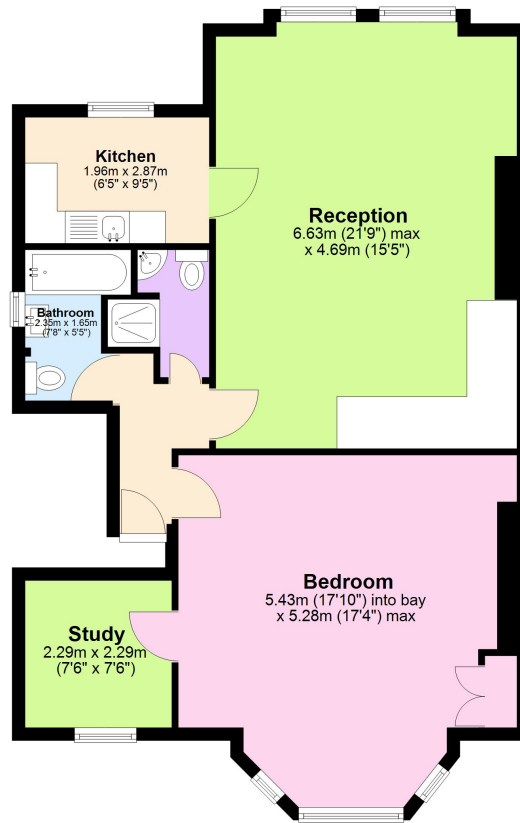 Kitchen
1.96m x 2.87m
(6'5" x 9'5")
Reception
6.63m (21'9") max
x 4.69m (15'5")
Bathroom
2.35m x 1.65m
(7'8" x 5'5")
Bedroom
5.43m (17'10") into bay
x 5.28m (17'4") max
Study
2.29m x 2.29m
(7'6" x 7'6")